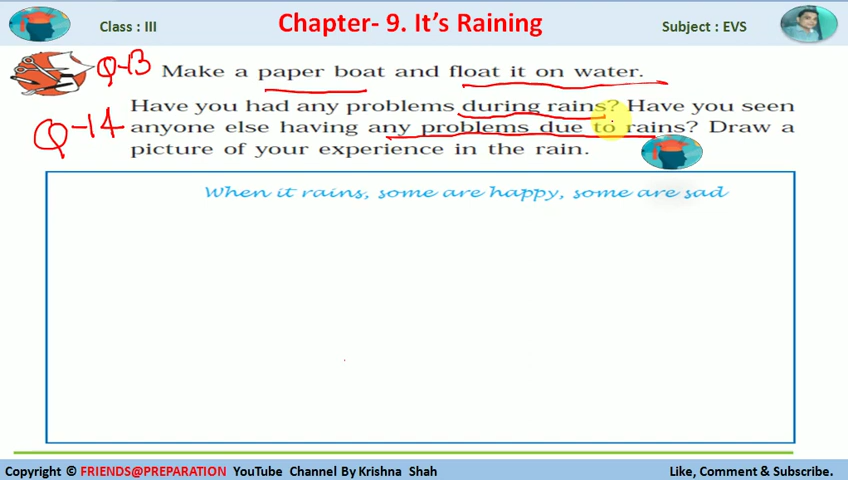 Class : III
Chapter- 9. It's Raining
Subject : EVS
Q-13 Make a paper boat and float it on water.
Have you had any problems during rains? Have you seen
Q-14 anyone else having any problems due to rains? Draw a
picture of your experience in the rain.
When it rains, some are happy, some are sad
Copyright © FRIENDS@PREPARATION YouTube Channel By Krishna Shah
Like, Comment & Subscribe.